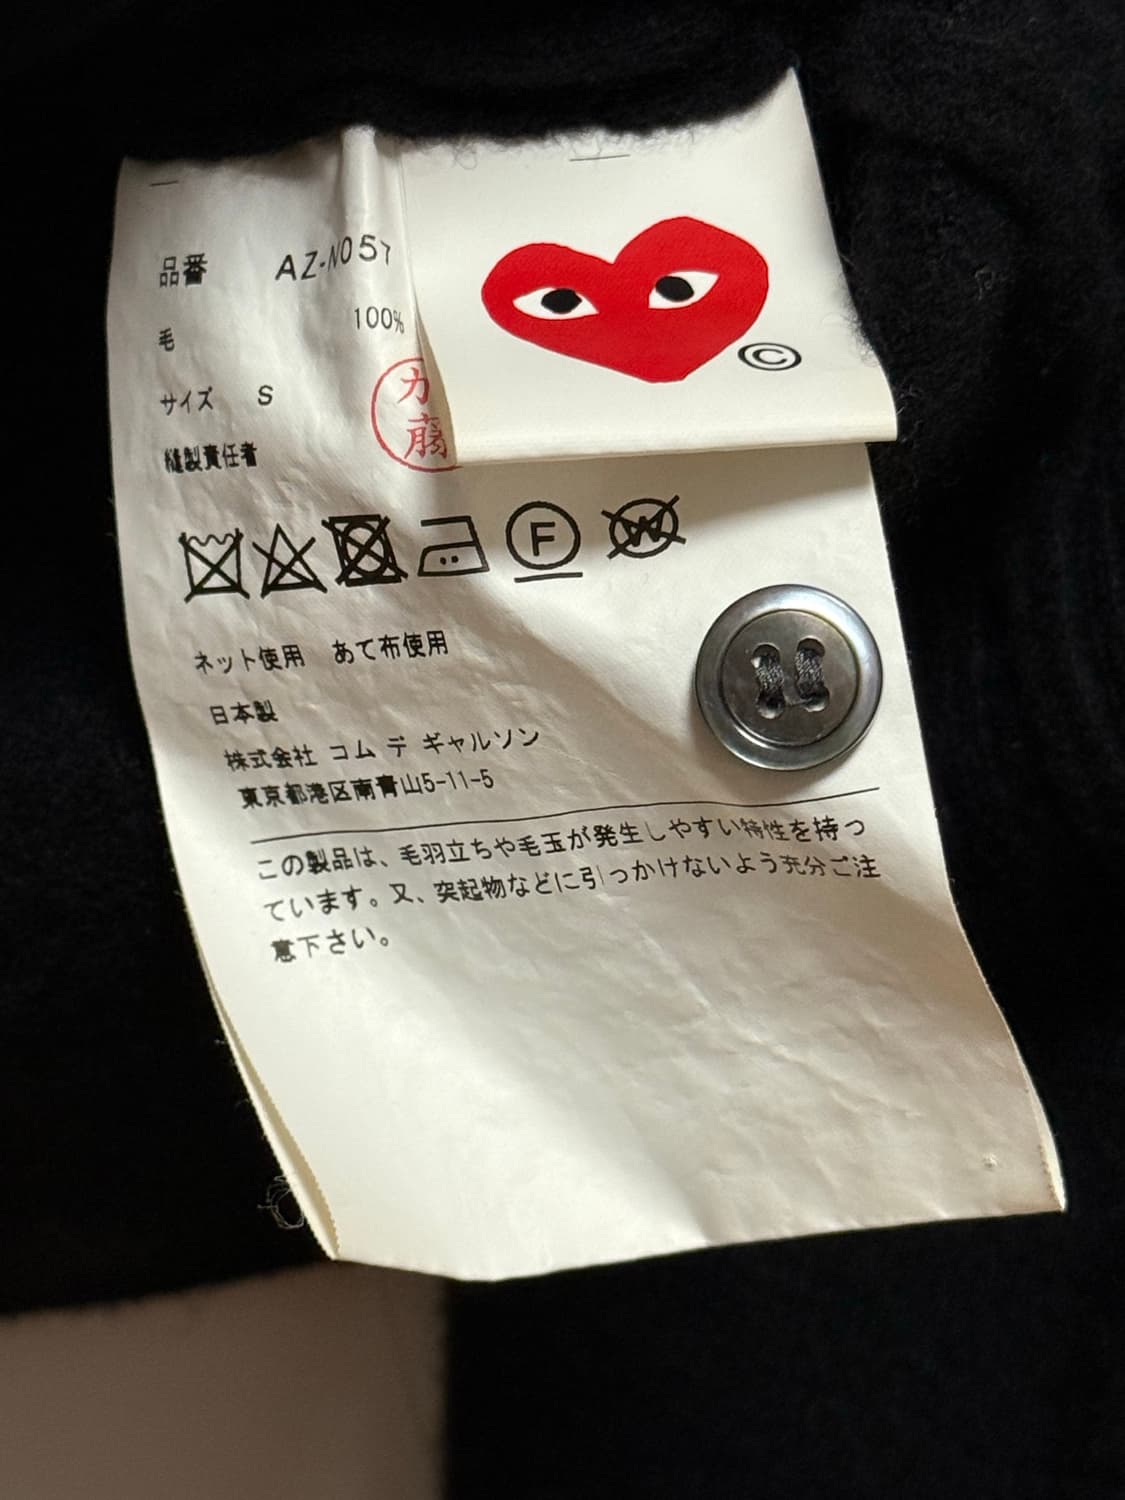 品番 AZ-N057
毛 100%
サイズ S
縫製責任者
加藤
F
W
ネット使用 あて布使用
日本製
株式会社 コム デ ギャルソン
東京都港区南青山5-11-5
この製品は、毛羽立ちや毛玉が発生しやすい特性を持っ
ています。又、突起物などに引っかけないよう充分ご注
意下さい。
©